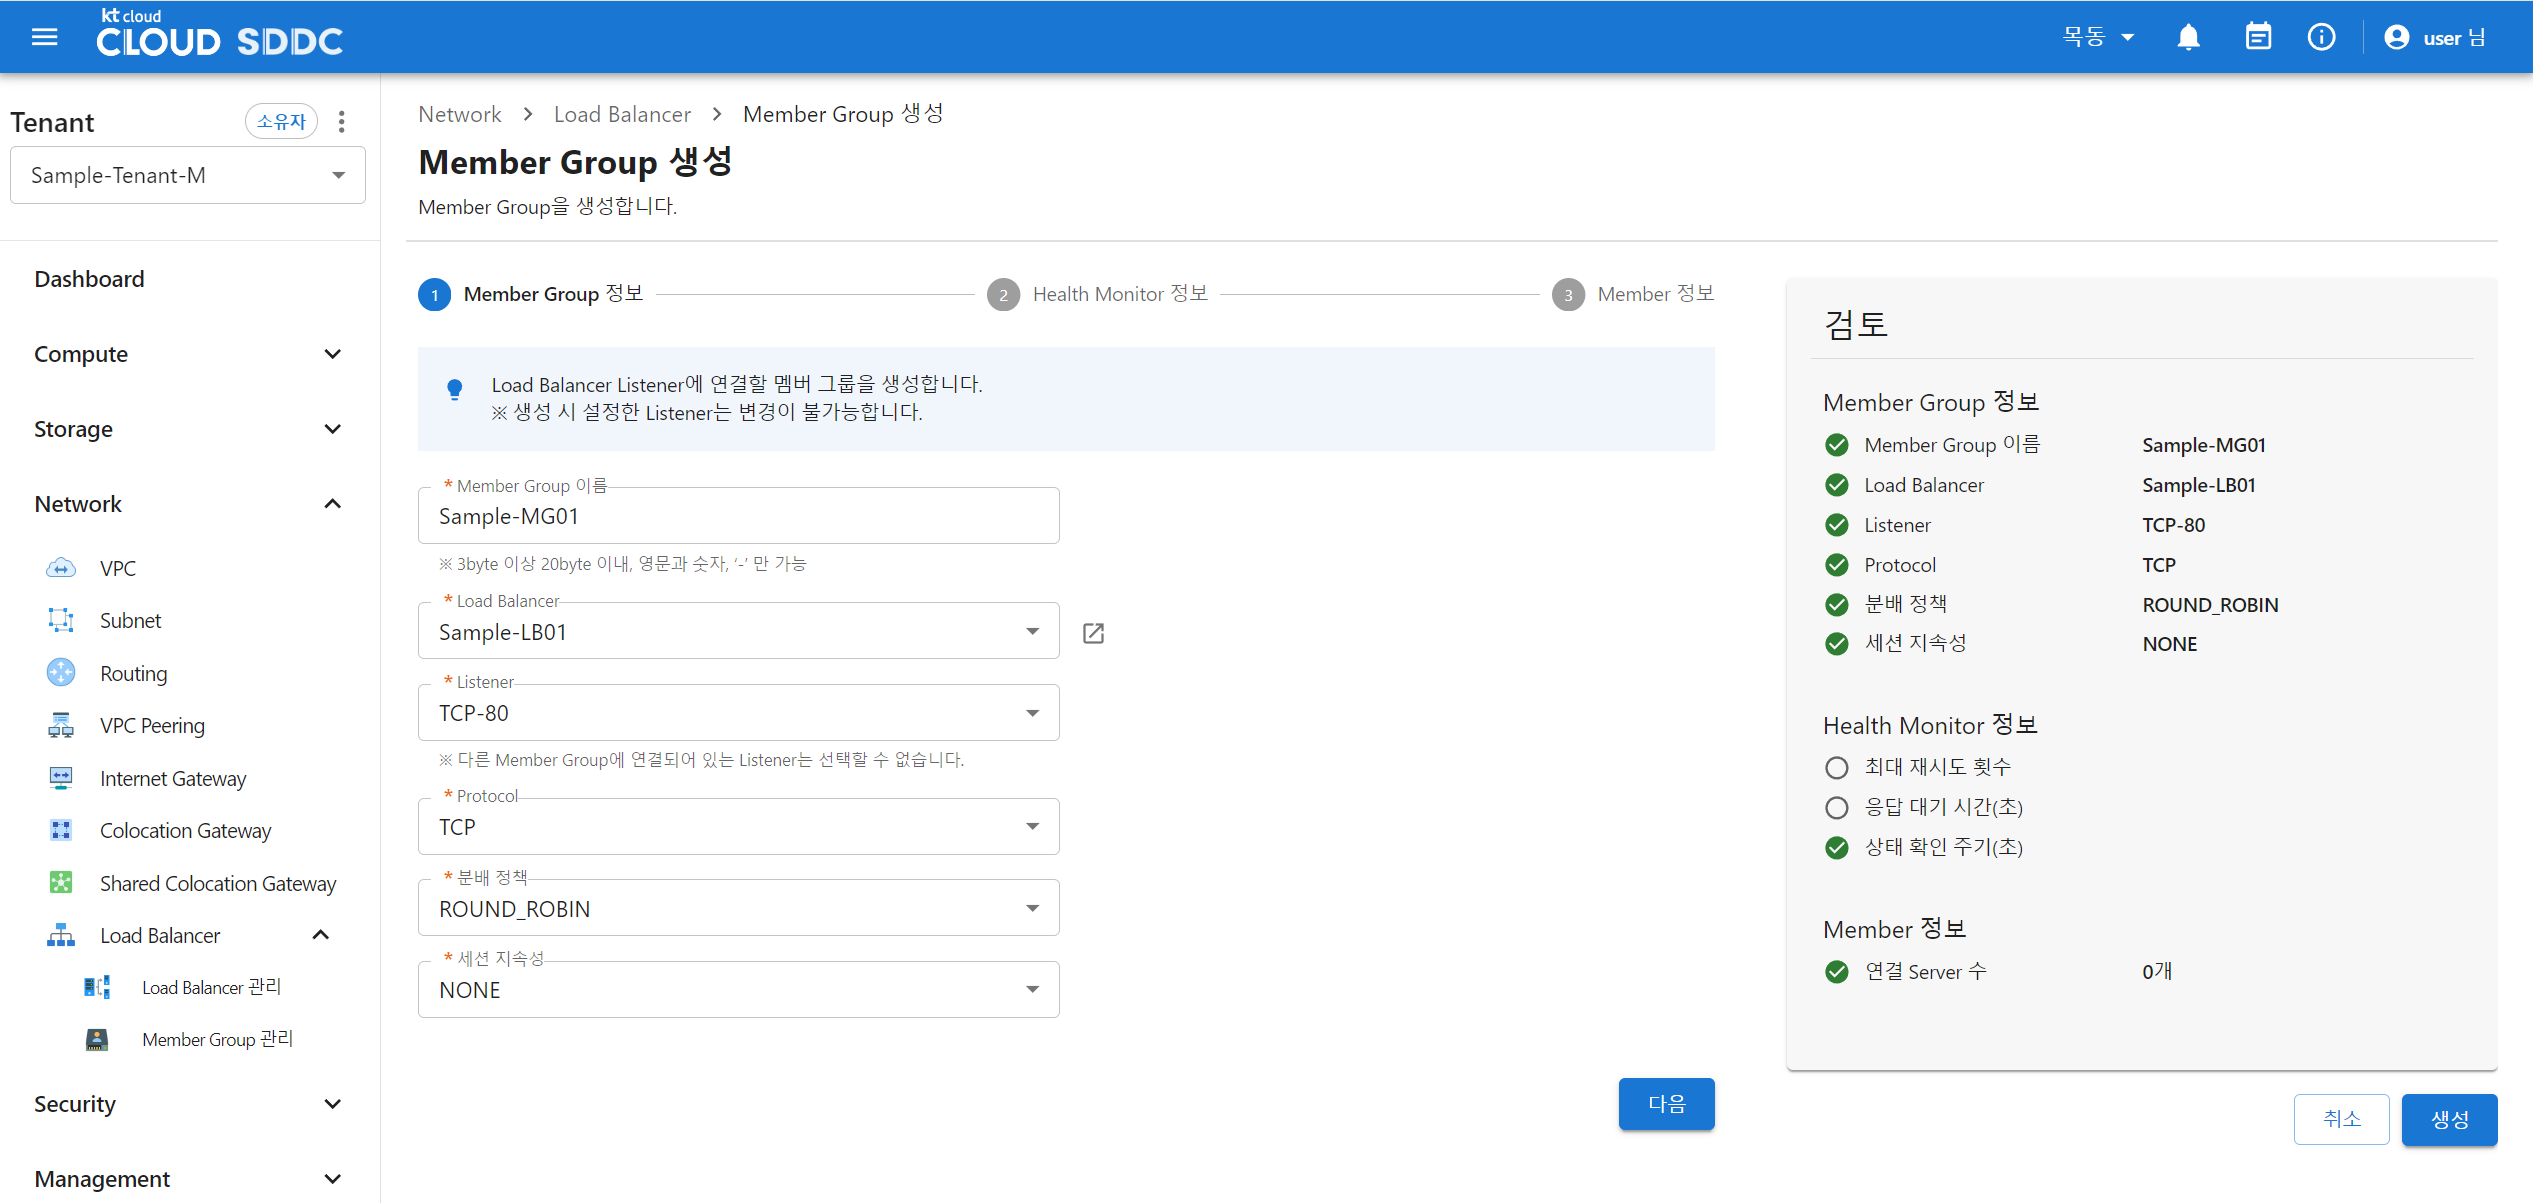 kt cloud
CLOUD SDDC
목동
user 님
Tenant
소유자
Sample-Tenant-M
Dashboard
Compute
Storage
Network
VPC
Subnet
Routing
VPC Peering
Internet Gateway
Colocation Gateway
Shared Colocation Gateway
Load Balancer
Load Balancer 관리
Member Group 관리
Security
Management
Network > Load Balancer > Member Group 생성
Member Group 생성
Member Group을 생성합니다.
1 Member Group 정보
2 Health Monitor 정보
3 Member 정보
Load Balancer Listener에 연결할 멤버 그룹을 생성합니다.
※ 생성 시 설정한 Listener는 변경이 불가능합니다.
* Member Group 이름
Sample-MG01
※ 3byte 이상 20byte 이내, 영문과 숫자, ‘-’ 만 가능
* Load Balancer
Sample-LB01
* Listener
TCP-80
※ 다른 Member Group에 연결되어 있는 Listener는 선택할 수 없습니다.
* Protocol
TCP
* 분배 정책
ROUND_ROBIN
* 세션 지속성
NONE
다음
검토
Member Group 정보
Member Group 이름 Sample-MG01
Load Balancer Sample-LB01
Listener TCP-80
Protocol TCP
분배 정책 ROUND_ROBIN
세션 지속성 NONE
Health Monitor 정보
최대 재시도 횟수
응답 대기 시간(초)
상태 확인 주기(초)
Member 정보
연결 Server 수 0개
취소
생성